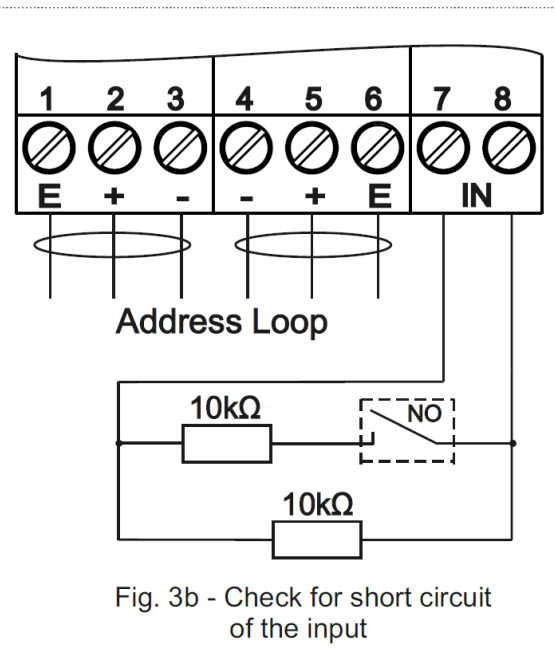 1 2 3 4 5 6 7 8
E + - - + E IN
Address Loop
10kΩ
NO
10kΩ
Fig. 3b - Check for short circuit
of the input